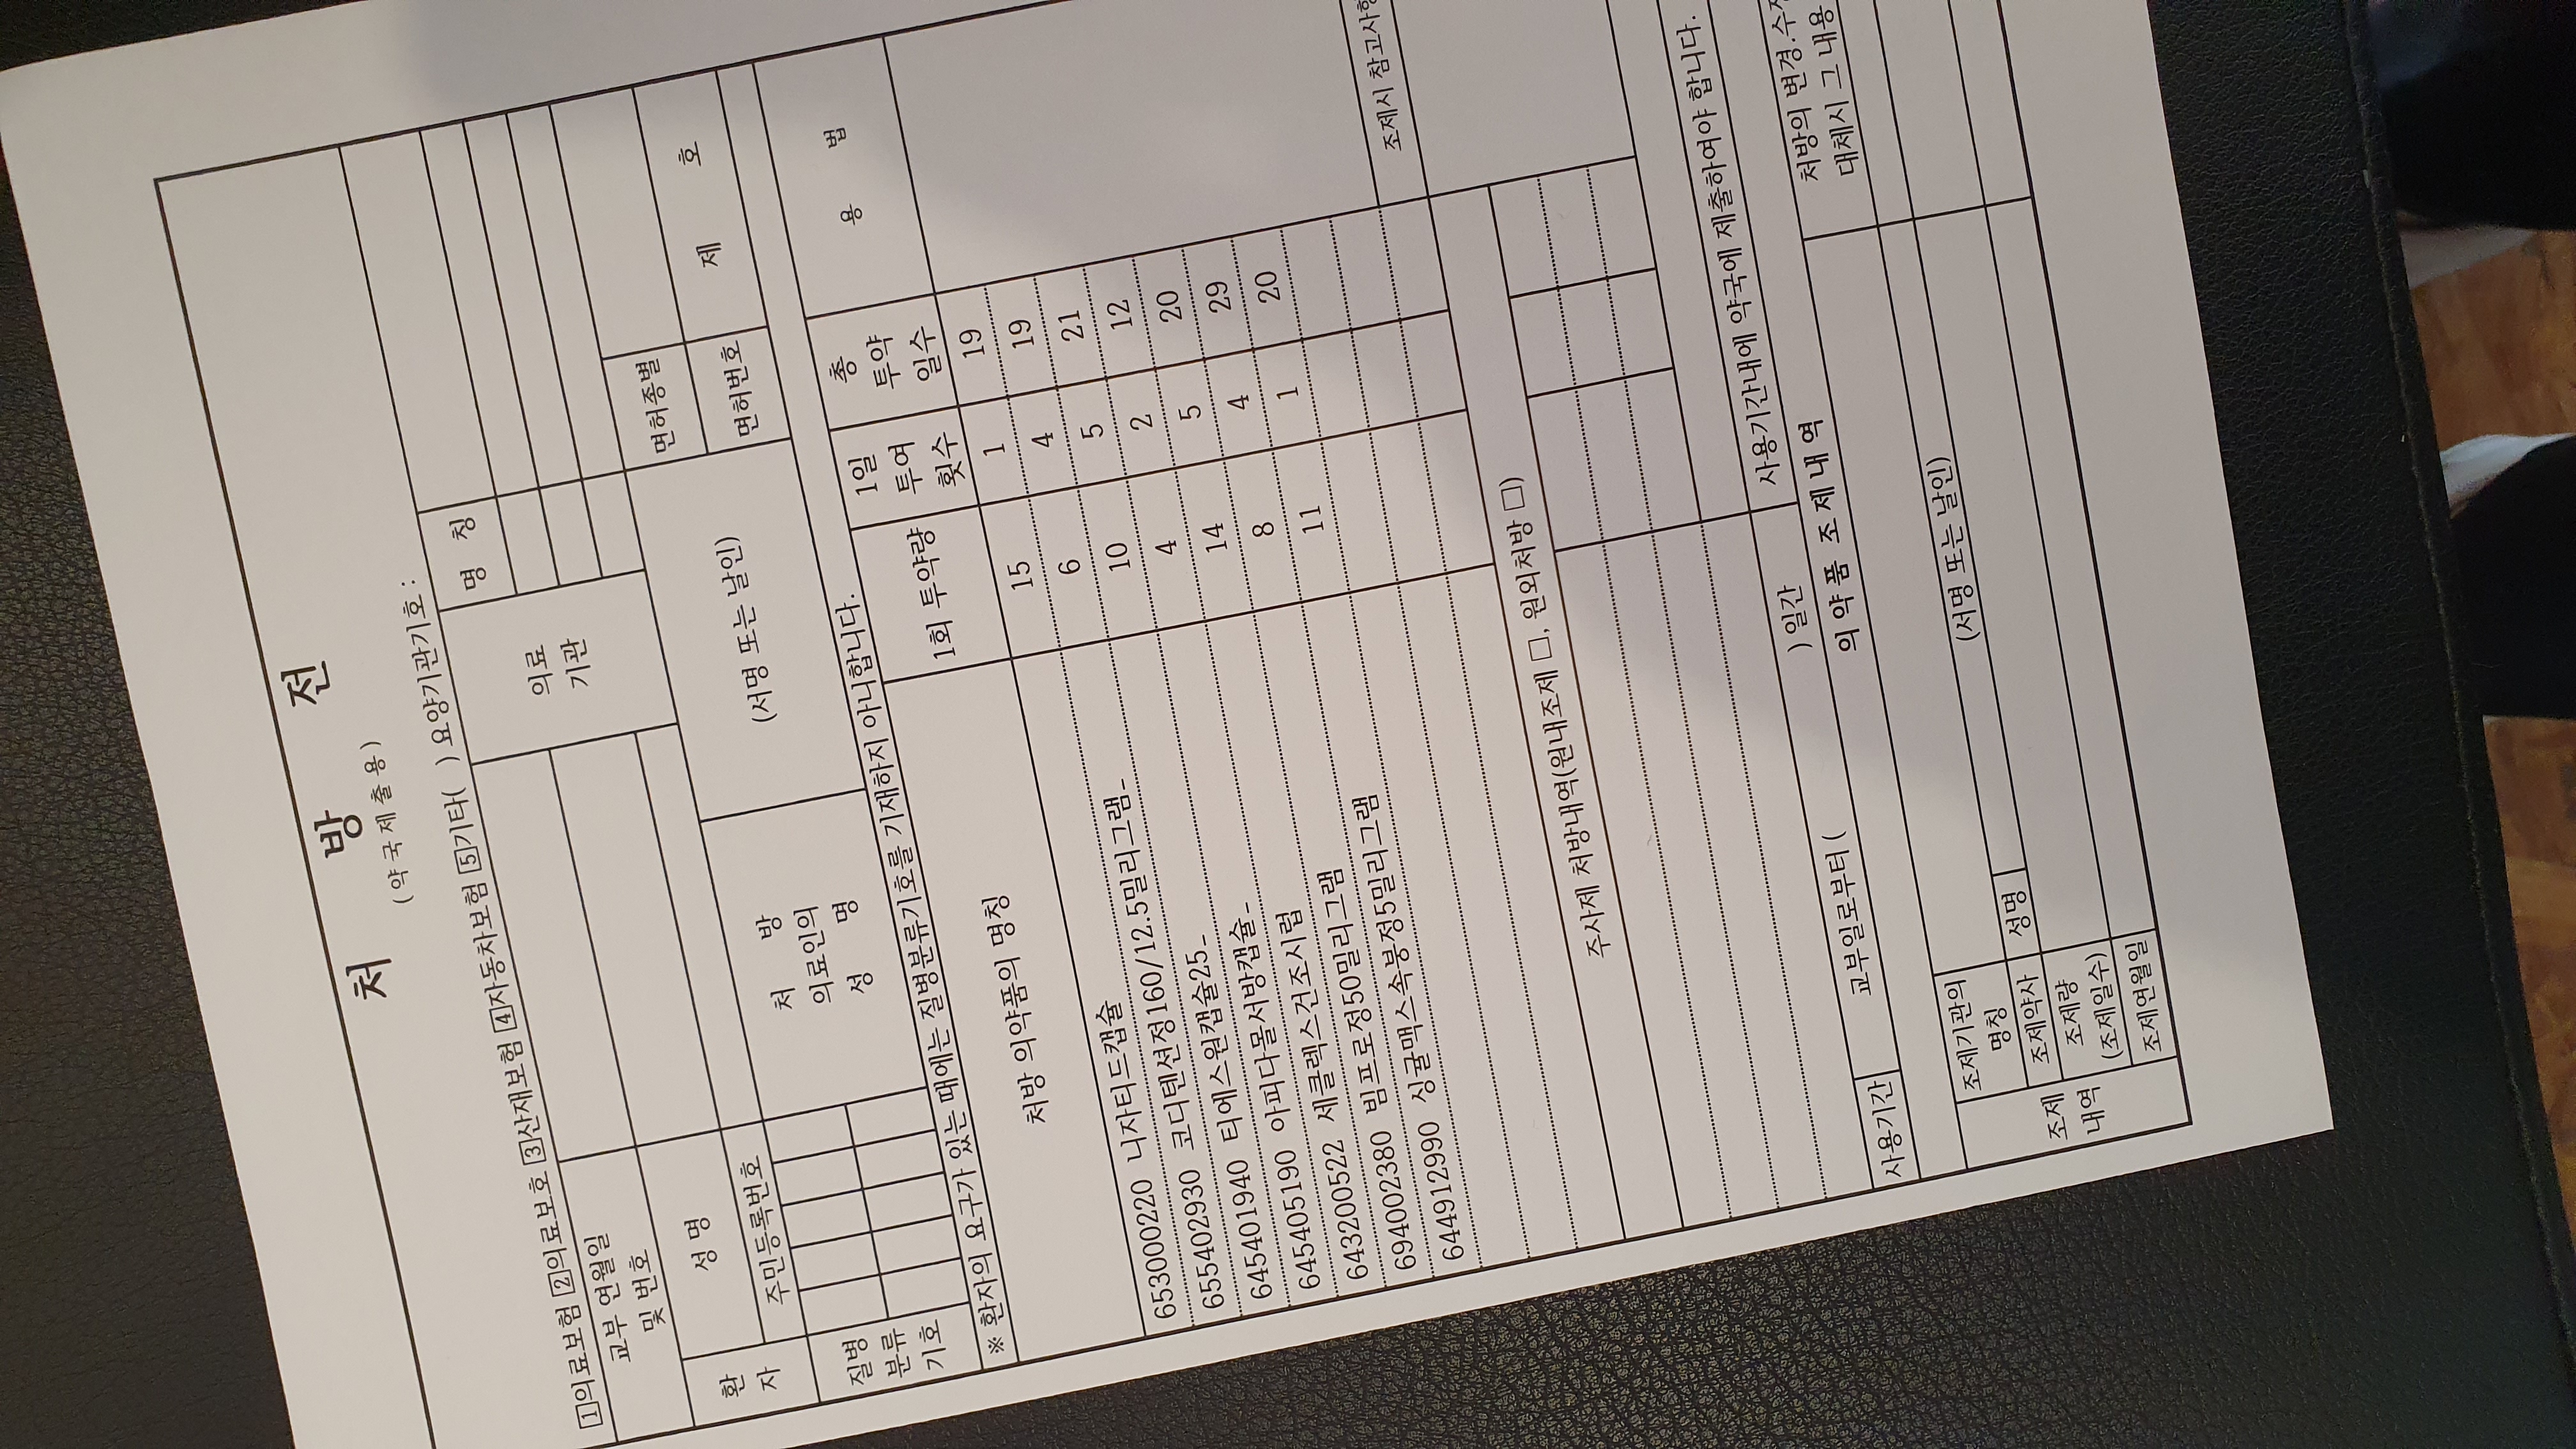 처 방 전
(약국제출용)
1의료보험 2의료보호 3산재보험 4자동차보험 5기타( ) 요양기관기호 :
교부 연월일
및 번호
의료
기관
명 칭
환
자
성 명
주민등록번호
질병
분류
기호
처 방
의료인의
성 명
(서명 또는 날인)
면허종별
면허번호
제 호
※ 환자의 요구가 있는 때에는 질병분류기호를 기재하지 아니합니다.
처방 의약품의 명칭
1회 투약량
1일
투여
횟수
총
투약
일수
용 법
653000220 니자티드캡슐 15 1 19
655402930 코디텐션정160/12.5밀리그램_ 6 4 19
645401940 티에스원캡슐25_ 10 5 21
645405190 아피다몰서방캡슐_ 4 2 12
643200522 세클렉스건조시럽 14 5 20
694002380 빔프로정50밀리그램 8 4 29
644912990 싱귤맥스속붕정5밀리그램 11 1 20
조제시 참고사항
주사제 처방내역(원내조제 □, 원외처방 □)
사용기간
교부일로부터 ( ) 일간
사용기간내에 약국에 제출하여야 합니다.
의약품 조제내역
처방의 변경.수정
대체시 그 내용
조제
내역
조제기관의
명칭
조제약사
성명
(서명 또는 날인)
조제량
(조제일수)
조제연월일